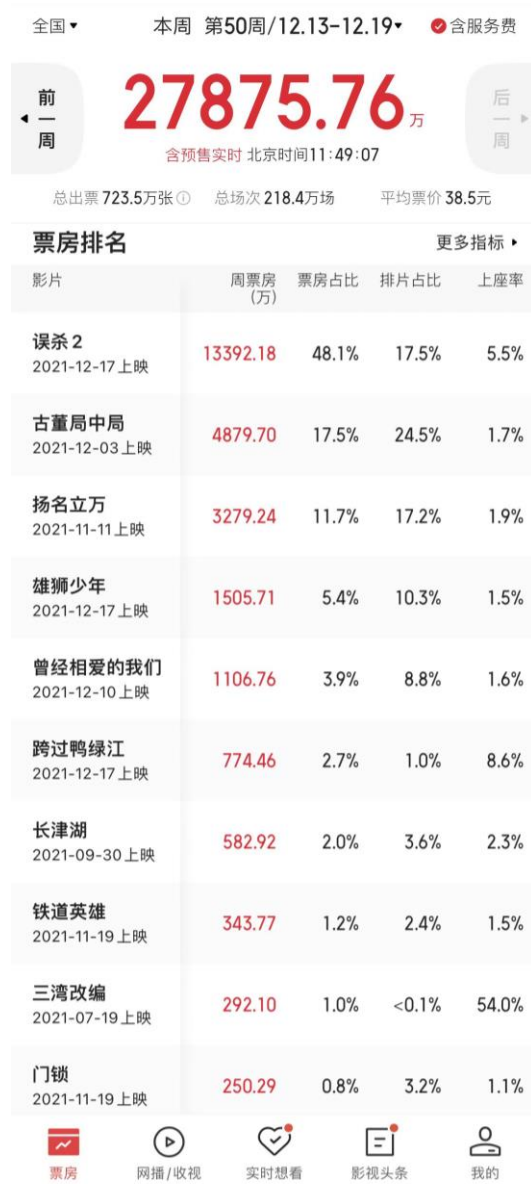 全国 本周 第50周/12.13-12.19 含服务费
前一周 27875.76万 后一周
含预售实时 北京时间11:49:07
总出票723.5万张 总场次218.4万场 平均票价38.5元
票房排名 更多指标
影片 周票房(万) 票房占比 排片占比 上座率
误杀2 13392.18 48.1% 17.5% 5.5%
2021-12-17上映
古董局中局 4879.70 17.5% 24.5% 1.7%
2021-12-03上映
扬名立万 3279.24 11.7% 17.2% 1.9%
2021-11-11上映
雄狮少年 1505.71 5.4% 10.3% 1.5%
2021-12-17上映
曾经相爱的我们 1106.76 3.9% 8.8% 1.6%
2021-12-10上映
跨过鸭绿江 774.46 2.7% 1.0% 8.6%
2021-12-17上映
长津湖 582.92 2.0% 3.6% 2.3%
2021-09-30上映
铁道英雄 343.77 1.2% 2.4% 1.5%
2021-11-19上映
三湾改编 292.10 1.0% <0.1% 54.0%
2021-07-19上映
门锁 250.29 0.8% 3.2% 1.1%
2021-11-19上映
票房 网播/收视 实时想看 影视头条 我的